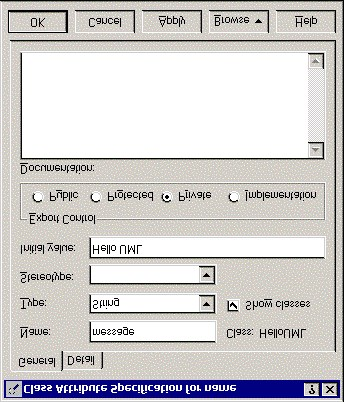 Class Attribute Specification for name
General Detail
Name: message Class: HelloUML
Type: String Show classes
Stereotype:
Initial value: Hello UML
Export Control
Public Protected Private Implementation
Documentation:
OK Cancel Apply Browse Help